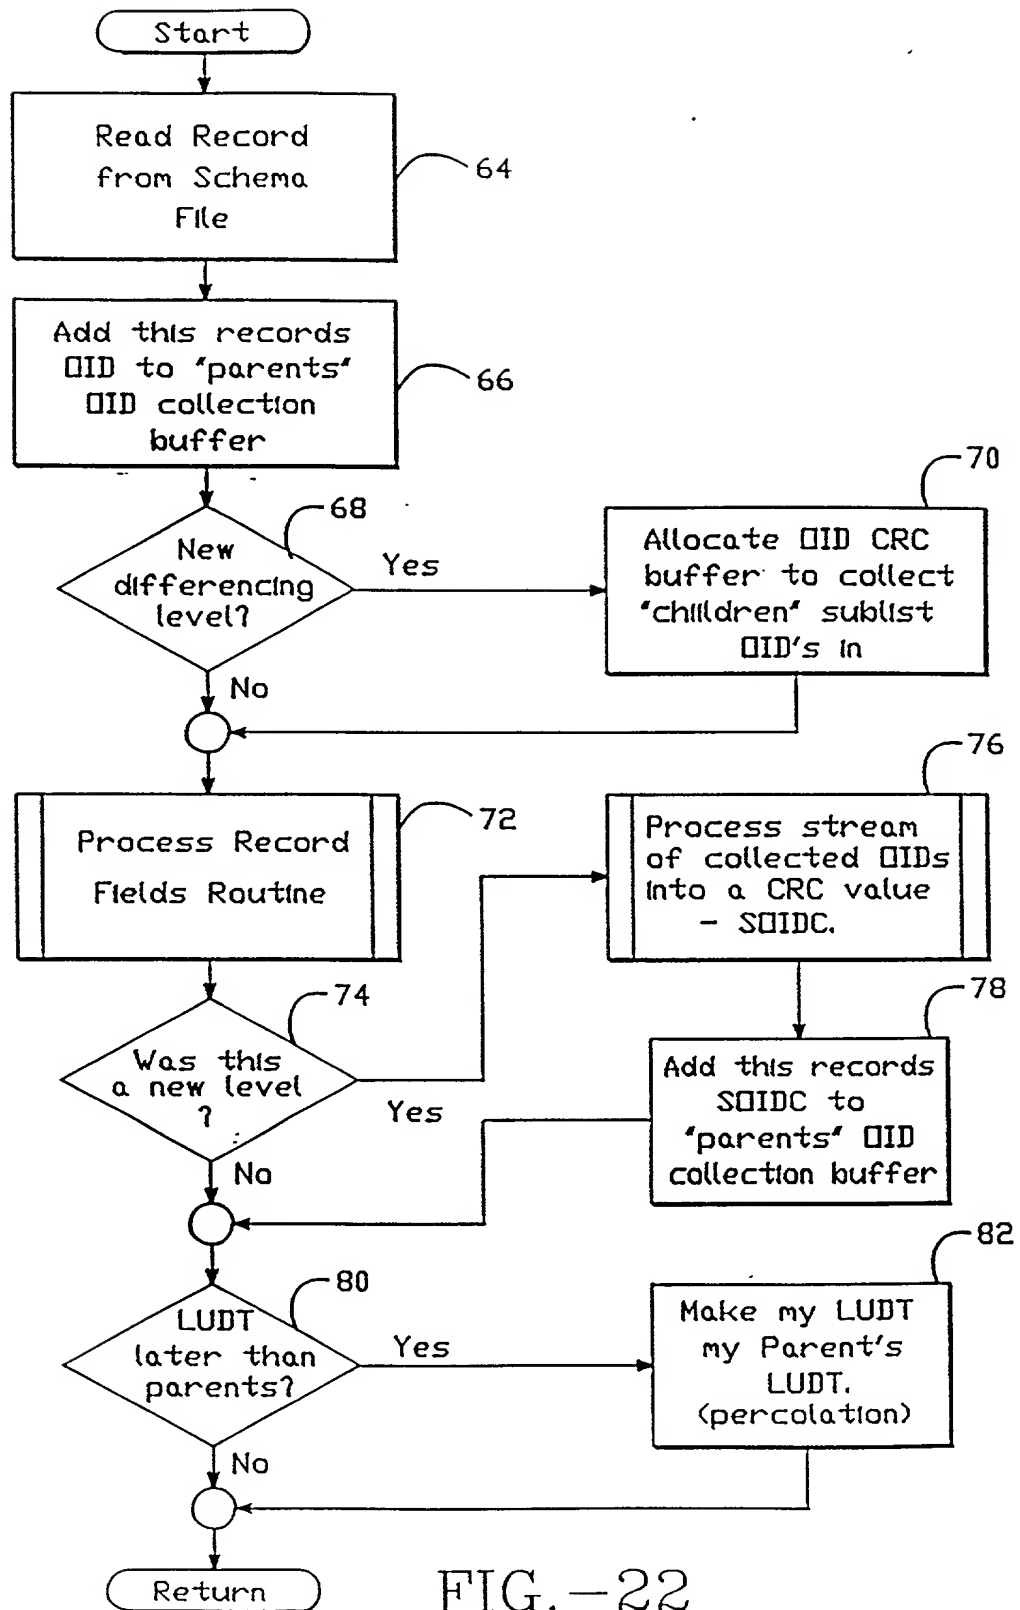 Start
Read Record
from Schema
File
64
Add this records
OID to "parents"
OID collection
buffer
66
68
New
differencing
level?
Yes
No
70
Allocate OID CRC
buffer to collect
"chilldren" sublist
OID's in
72
Process Record
Fields Routine
76
Process stream
of collected OIDs
into a CRC value
- SOIDC.
74
Was this
a new level
?
Yes
No
78
Add this records
SOIDC to
"parents" OID
collection buffer
80
LUDT
later than
parents?
Yes
No
82
Make my LUDT
my Parent's
LUDT.
(percolation)
Return
FIG.-22